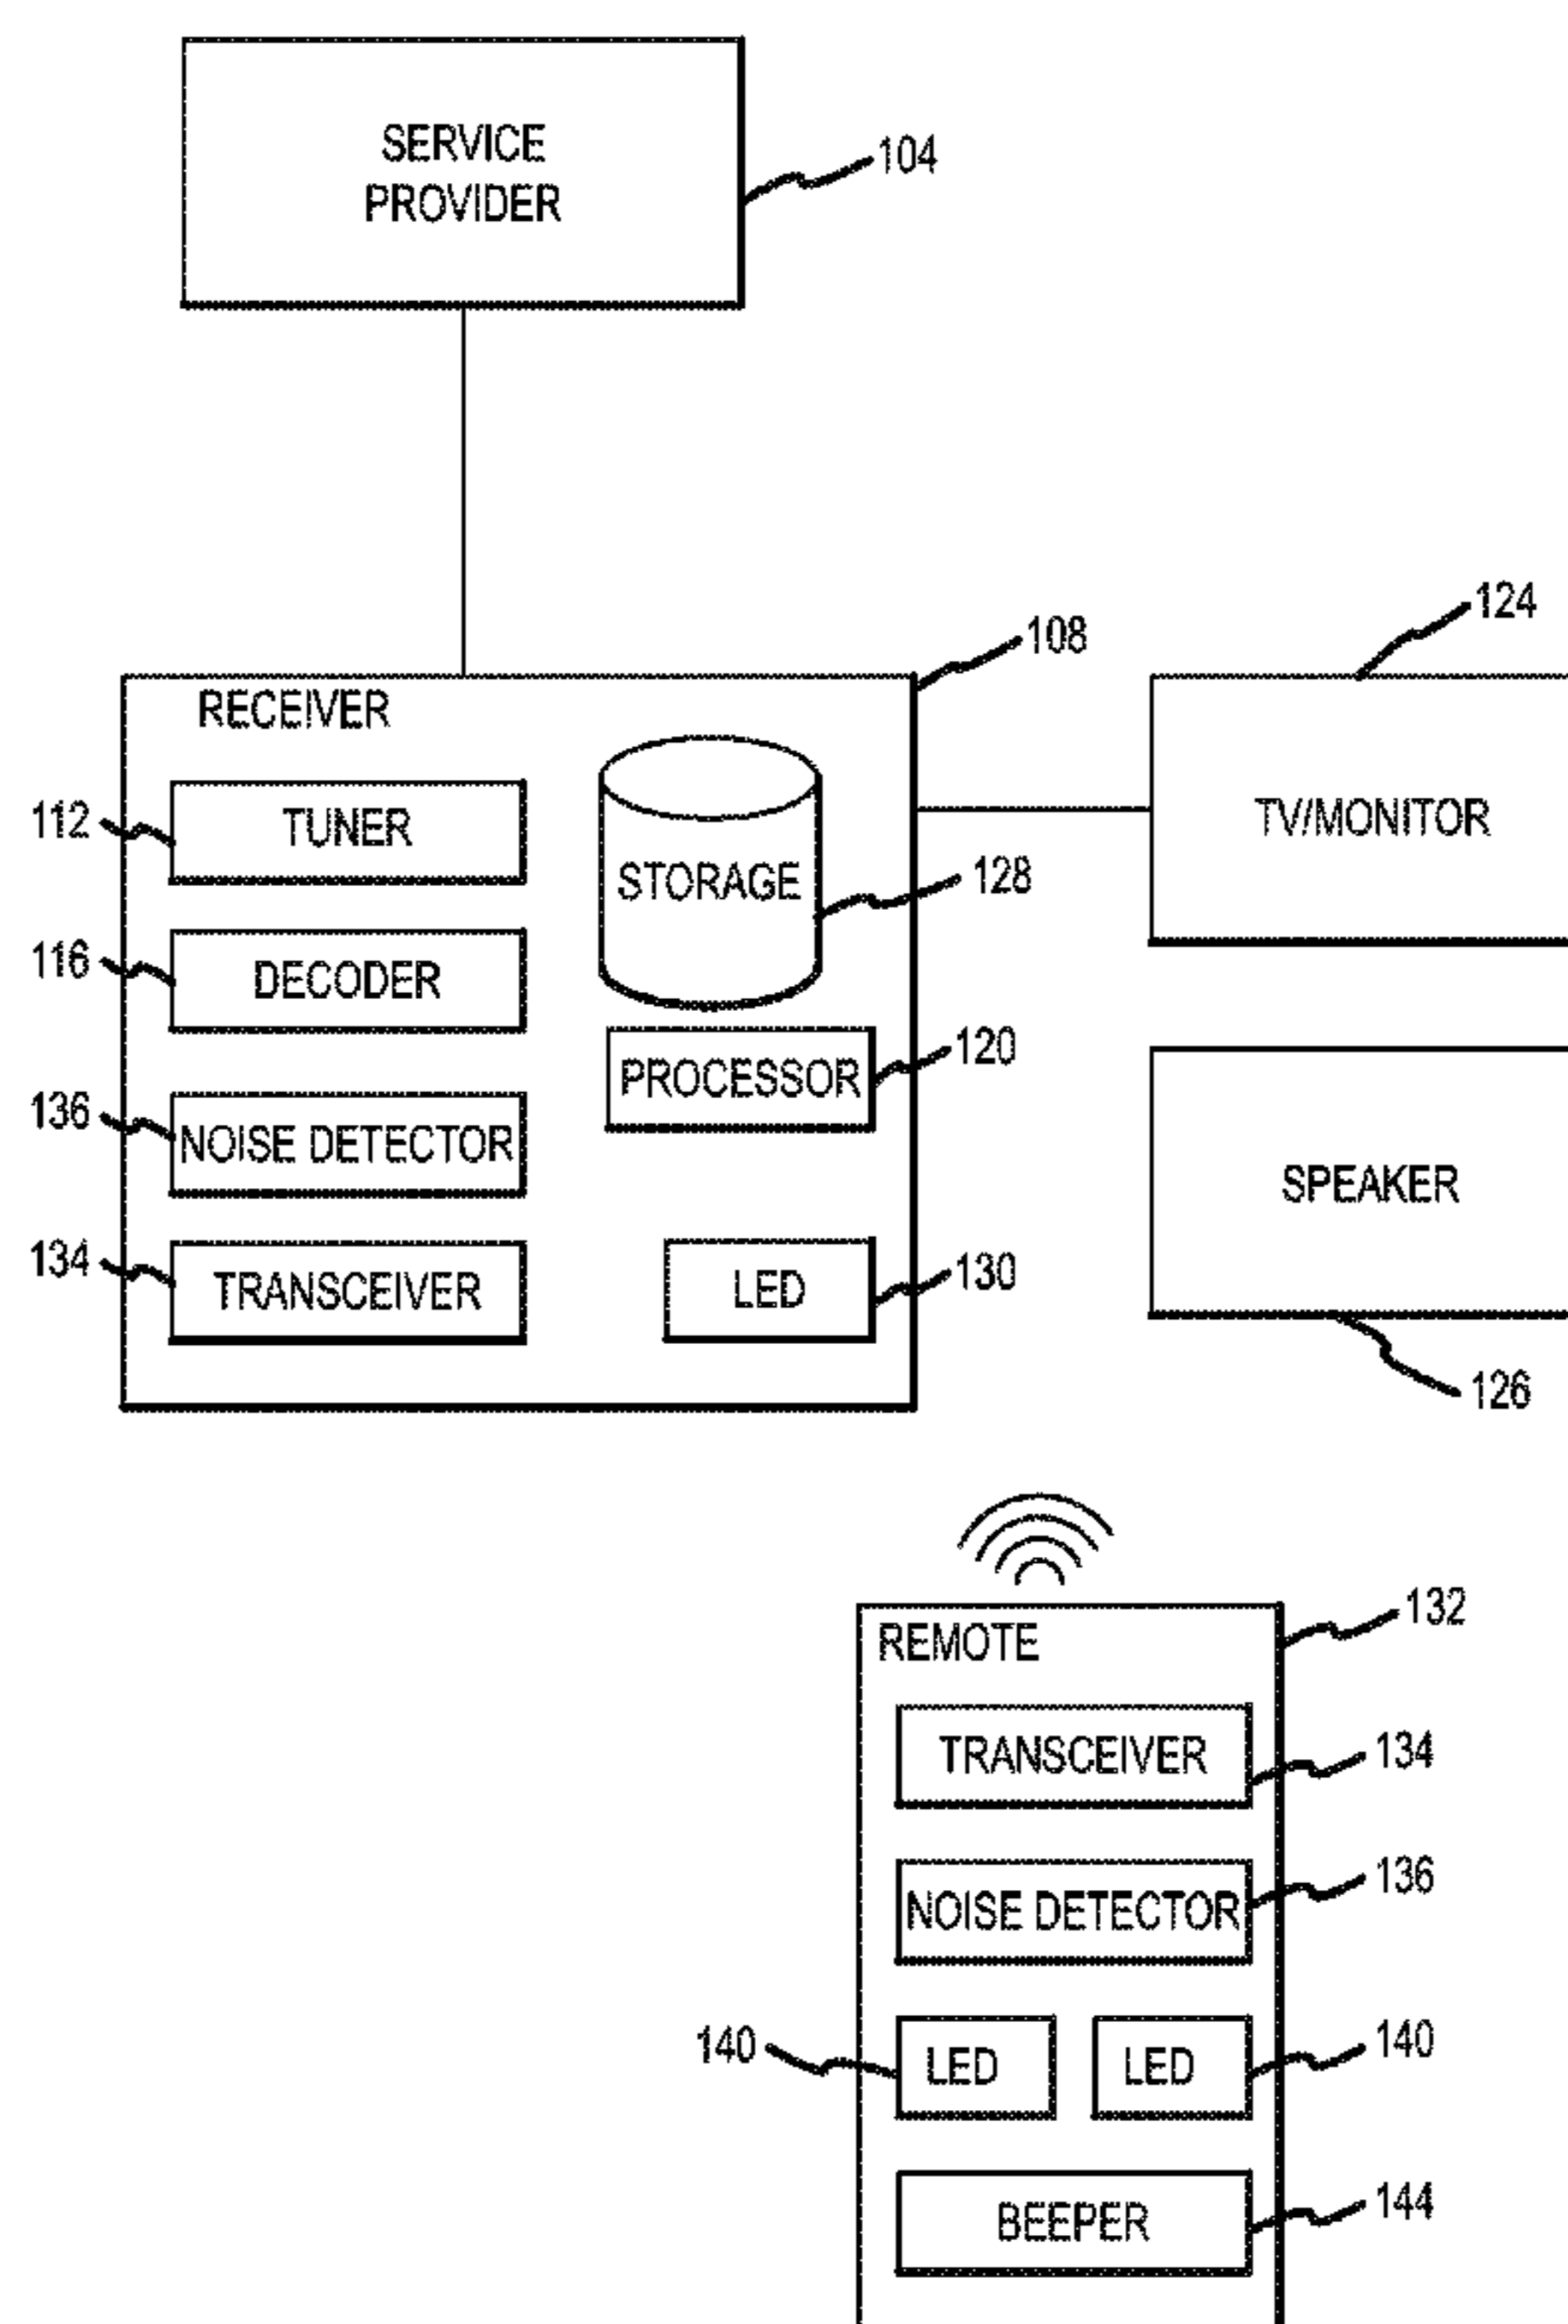 SERVICE
PROVIDER
104
108
124
RECEIVER
112
TUNER
STORAGE
128
TV/MONITOR
116
DECODER
PROCESSOR
120
136
NOISE DETECTOR
SPEAKER
134
TRANSCEIVER
LED
130
126
132
REMOTE
TRANSCEIVER
134
NOISE DETECTOR
136
140
LED
LED
140
BEEPER
144